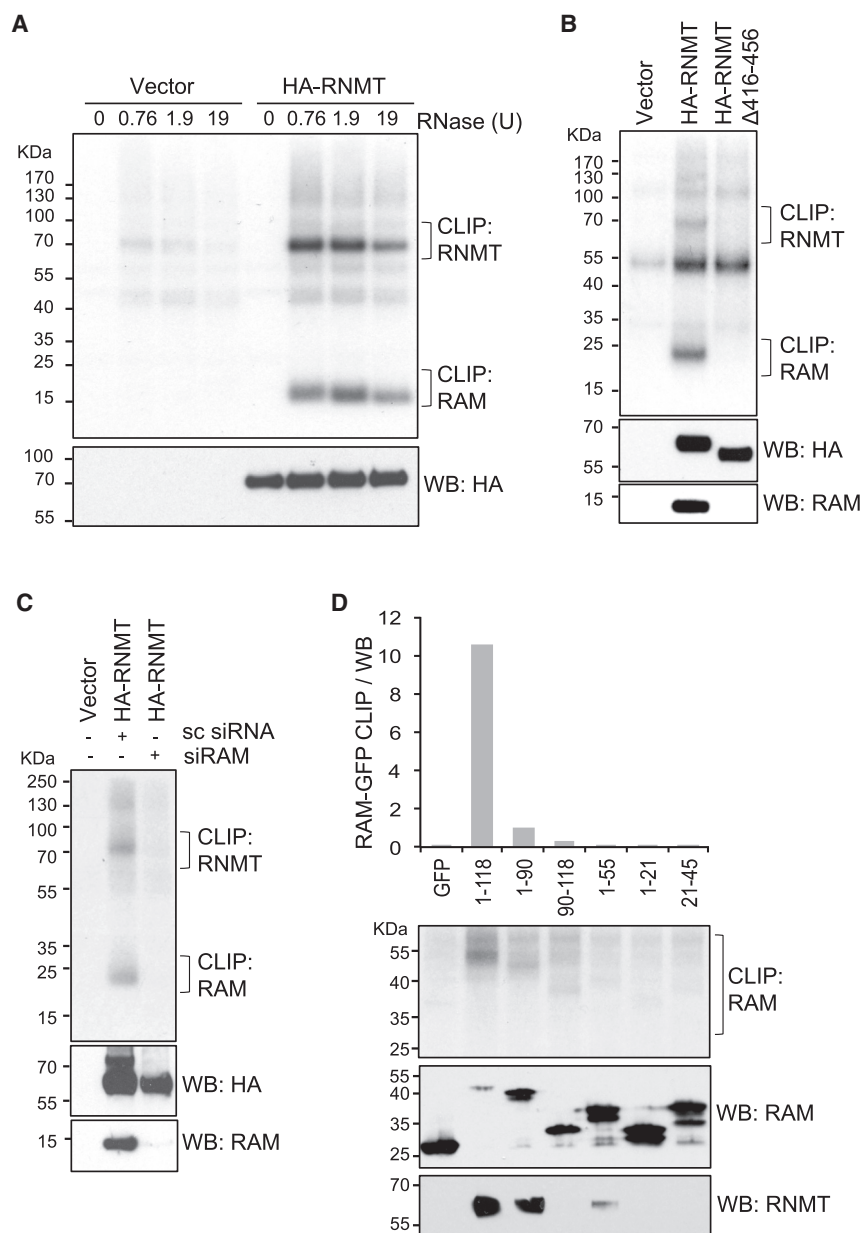 A
Vector HA-RNMT
0 0.76 1.9 19 0 0.76 1.9 19 RNase (U)
KDa
170
130
100
70
55
40
35
25
15
CLIP:
RNMT
CLIP:
RAM
100
70
55
WB: HA
B
Vector
HA-RNMT
HA-RNMT
Δ416-456
KDa
170
130
100
70
55
40
35
25
15
CLIP:
RNMT
CLIP:
RAM
70
55
WB: HA
15
WB: RAM
C
Vector
HA-RNMT
HA-RNMT
- + - sc siRNA
- - + siRAM
KDa
250
130
100
70
55
35
25
15
CLIP:
RNMT
CLIP:
RAM
70
55
WB: HA
15
WB: RAM
D
RAM-GFP CLIP / WB
12
10
8
6
4
2
0
GFP
1-118
1-90
90-118
1-55
1-21
21-45
KDa
55
40
35
25
CLIP:
RAM
55
40
35
25
WB: RAM
70
55
WB: RNMT